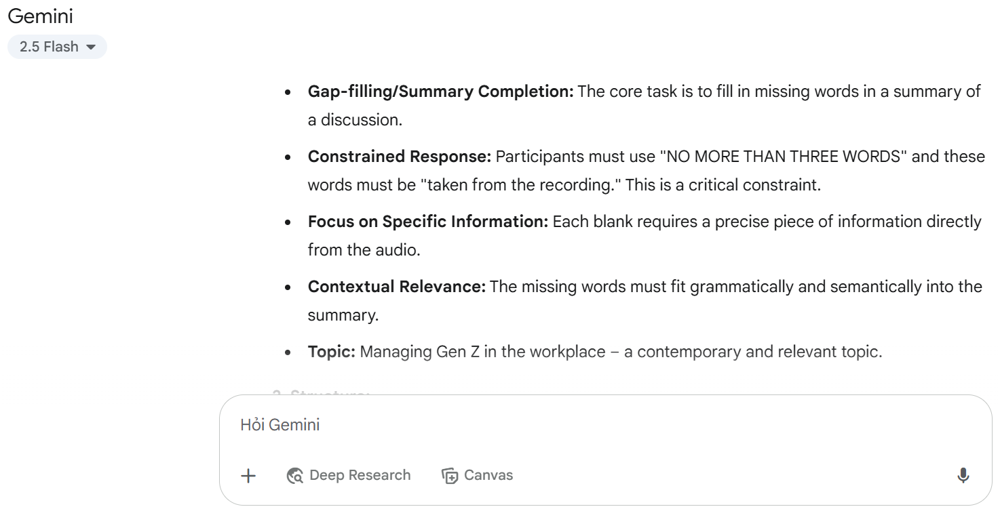 Gemini
2.5 Flash
• Gap-filling/Summary Completion: The core task is to fill in missing words in a summary of
a discussion.
• Constrained Response: Participants must use "NO MORE THAN THREE WORDS" and these
words must be "taken from the recording." This is a critical constraint.
• Focus on Specific Information: Each blank requires a precise piece of information directly
from the audio.
• Contextual Relevance: The missing words must fit grammatically and semantically into the
summary.
• Topic: Managing Gen Z in the workplace – a contemporary and relevant topic.
2. Structure:
Hỏi Gemini
Deep Research
Canvas